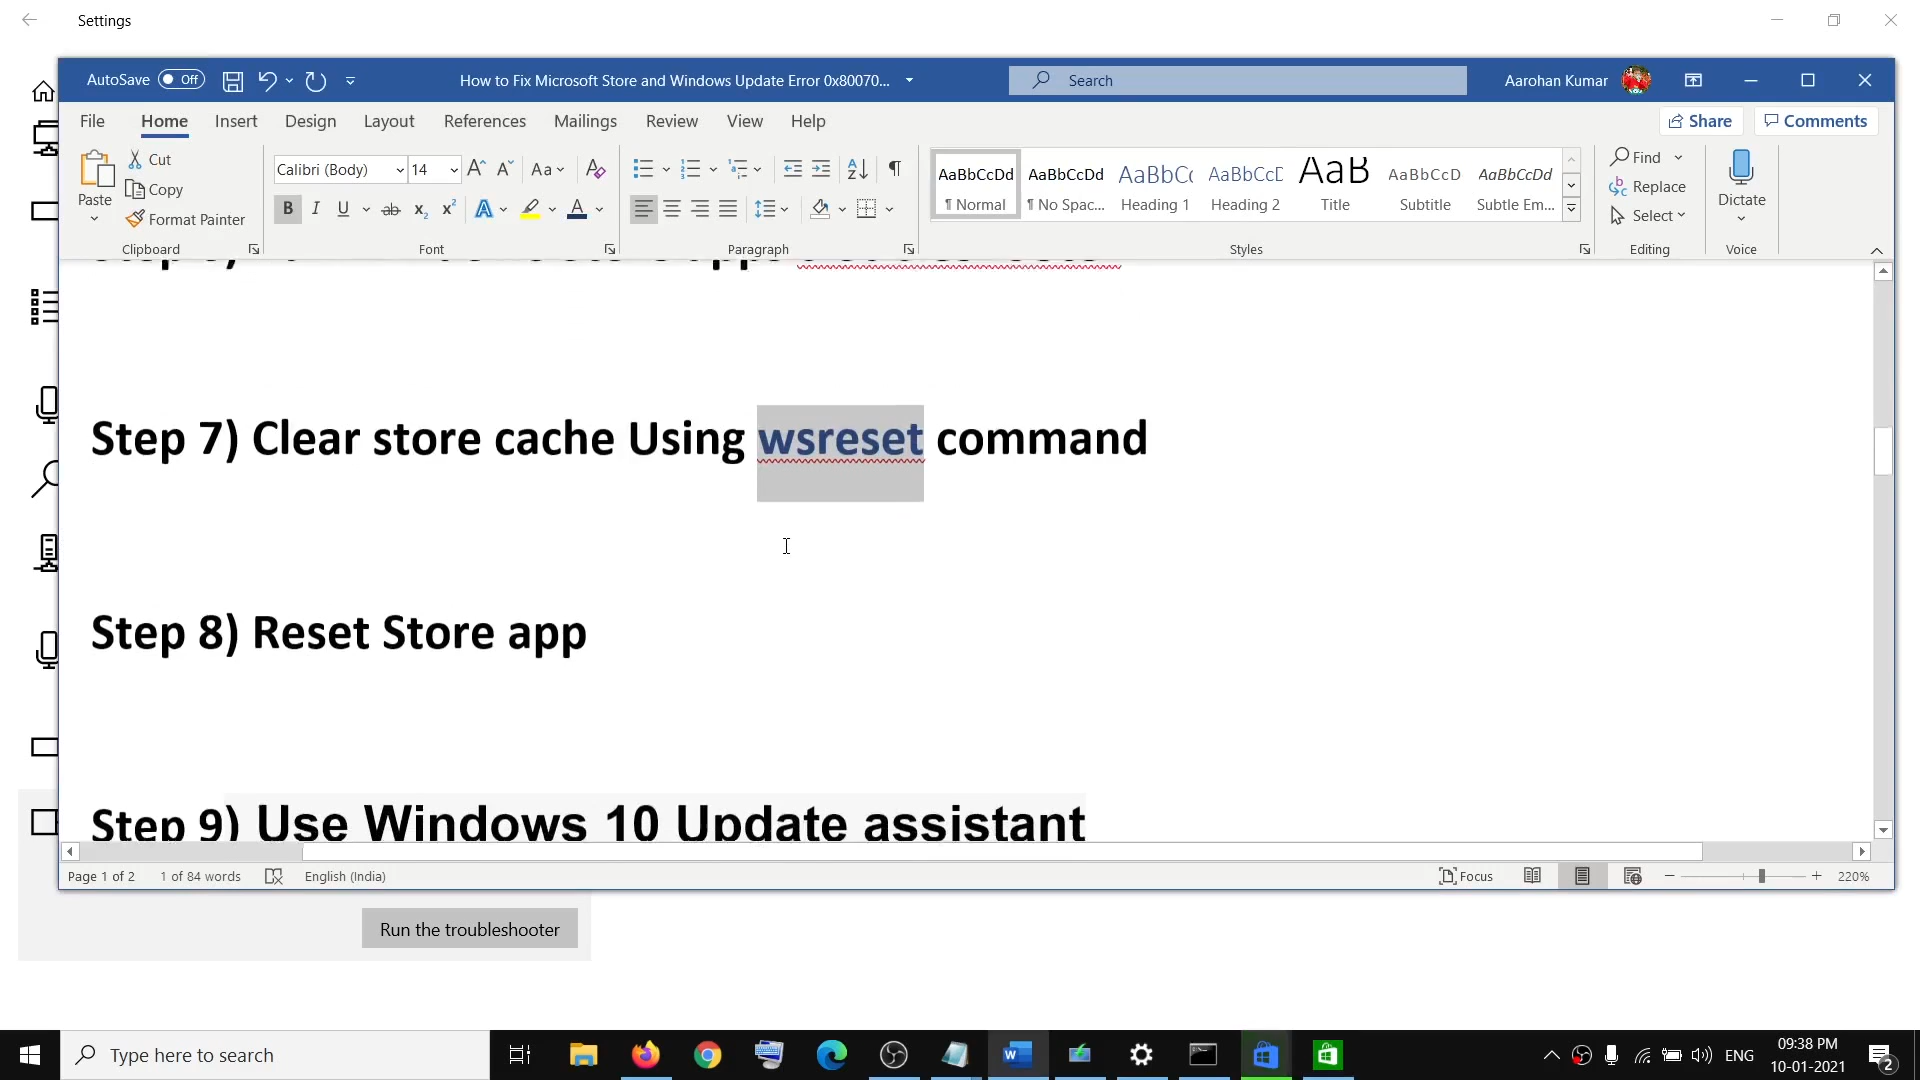 Settings
AutoSave Off
How to Fix Microsoft Store and Windows Update Error 0x80070...
Search
Aarohan Kumar
File Home Insert Design Layout References Mailings Review View Help
Share Comments
Paste
Cut
Copy
Format Painter
Clipboard
Calibri (Body) 14
Font
Paragraph
AaBbCcDd ¶ Normal
AaBbCcDd ¶ No Spac...
Heading 1
Heading 2
AaB Title
AaBbCcD Subtitle
AaBbCcDd Subtle Em...
Styles
Find
Replace
Select
Editing
Dictate
Voice
Step 7) Clear store cache Using wsreset command
Step 8) Reset Store app
Step 9) Use Windows 10 Update assistant
Page 1 of 2 1 of 84 words English (India) Focus 220%
Run the troubleshooter
Type here to search
ENG
09:38 PM
10-01-2021
2